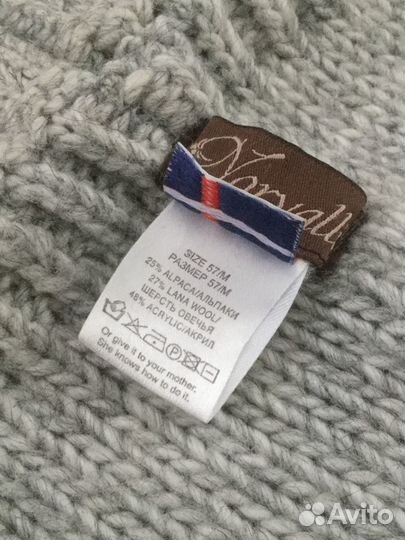 Norvall
SIZE 57/M
РАЗМЕР 57/M
25% ALPACA/АЛЬПАКИ
27% LANA WOOL/
ШЕРСТЬ ОВЕЧЬЯ
48% ACRYLIC/АКРИЛ
Or give it to your mother.
She knows how to do it.
Avito